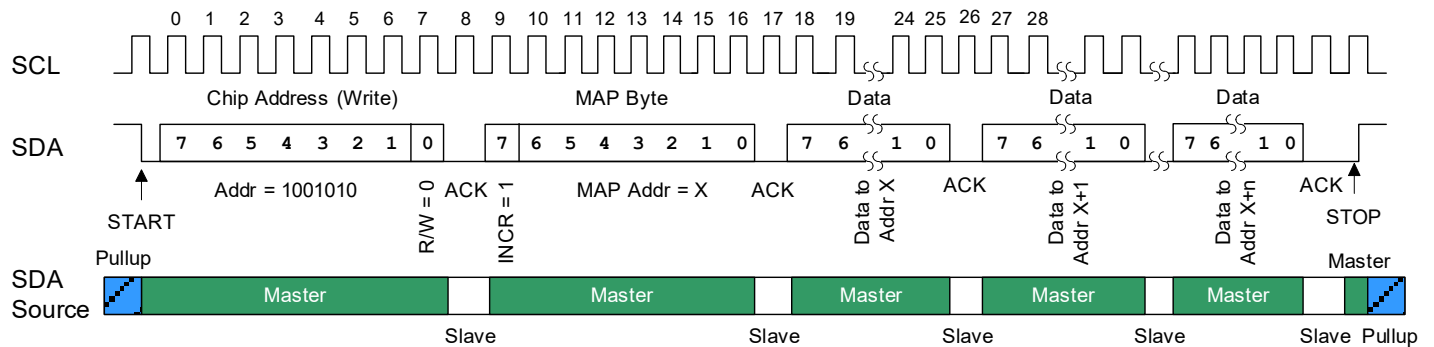 0 1 2 3 4 5 6 7 8 9 10 11 12 13 14 15 16 17 18 19 24 25 26 27 28
SCL
Chip Address (Write) MAP Byte Data Data Data
SDA 7 6 5 4 3 2 1 0 7 6 5 4 3 2 1 0 7 6 1 0 7 6 1 0 7 6 1 0
Addr = 1001010 R/W = 0 ACK INCR = 1 MAP Addr = X ACK Data to Addr X ACK Data to Addr X+1 Data to Addr X+n ACK
START STOP
Pullup Master
SDA Source Master Master Master Master Master
Slave Slave Slave Slave Slave Pullup